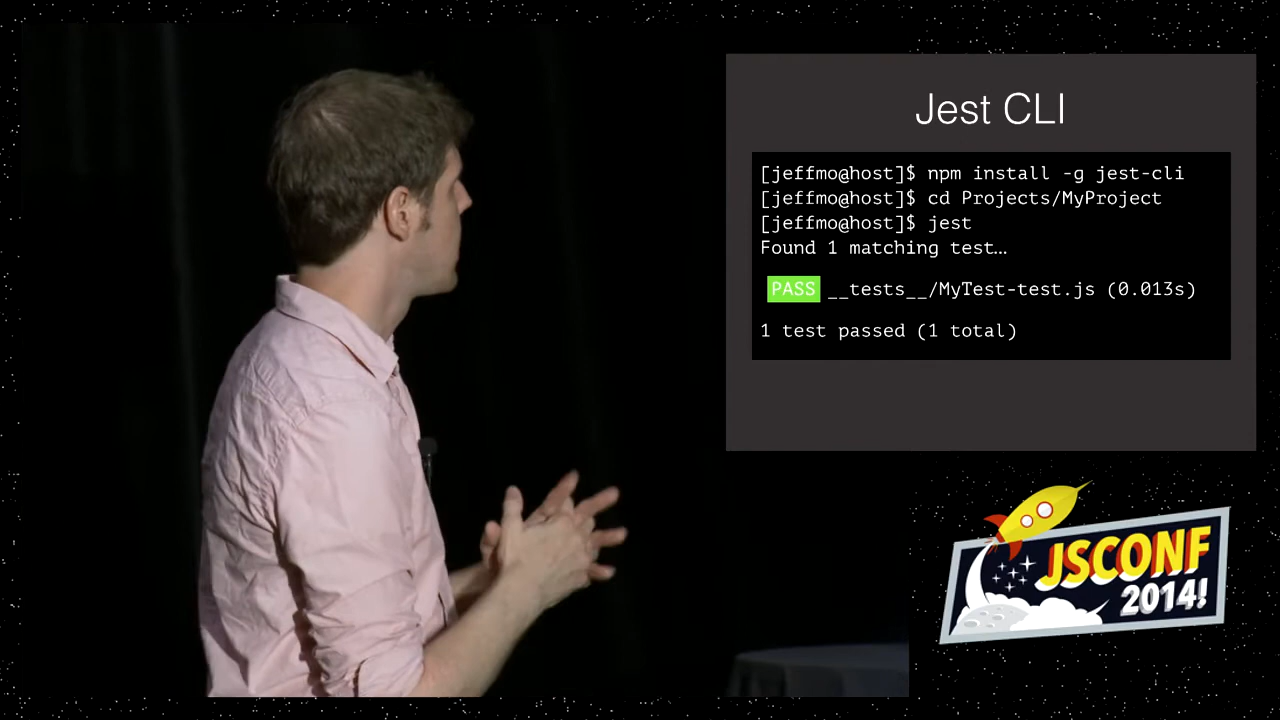 Jest CLI
[jeffmo@host]$ npm install -g jest-cli
[jeffmo@host]$ cd Projects/MyProject
[jeffmo@host]$ jest
Found 1 matching test…
PASS __tests__/MyTest-test.js (0.013s)
1 test passed (1 total)
JSCONF
2014!